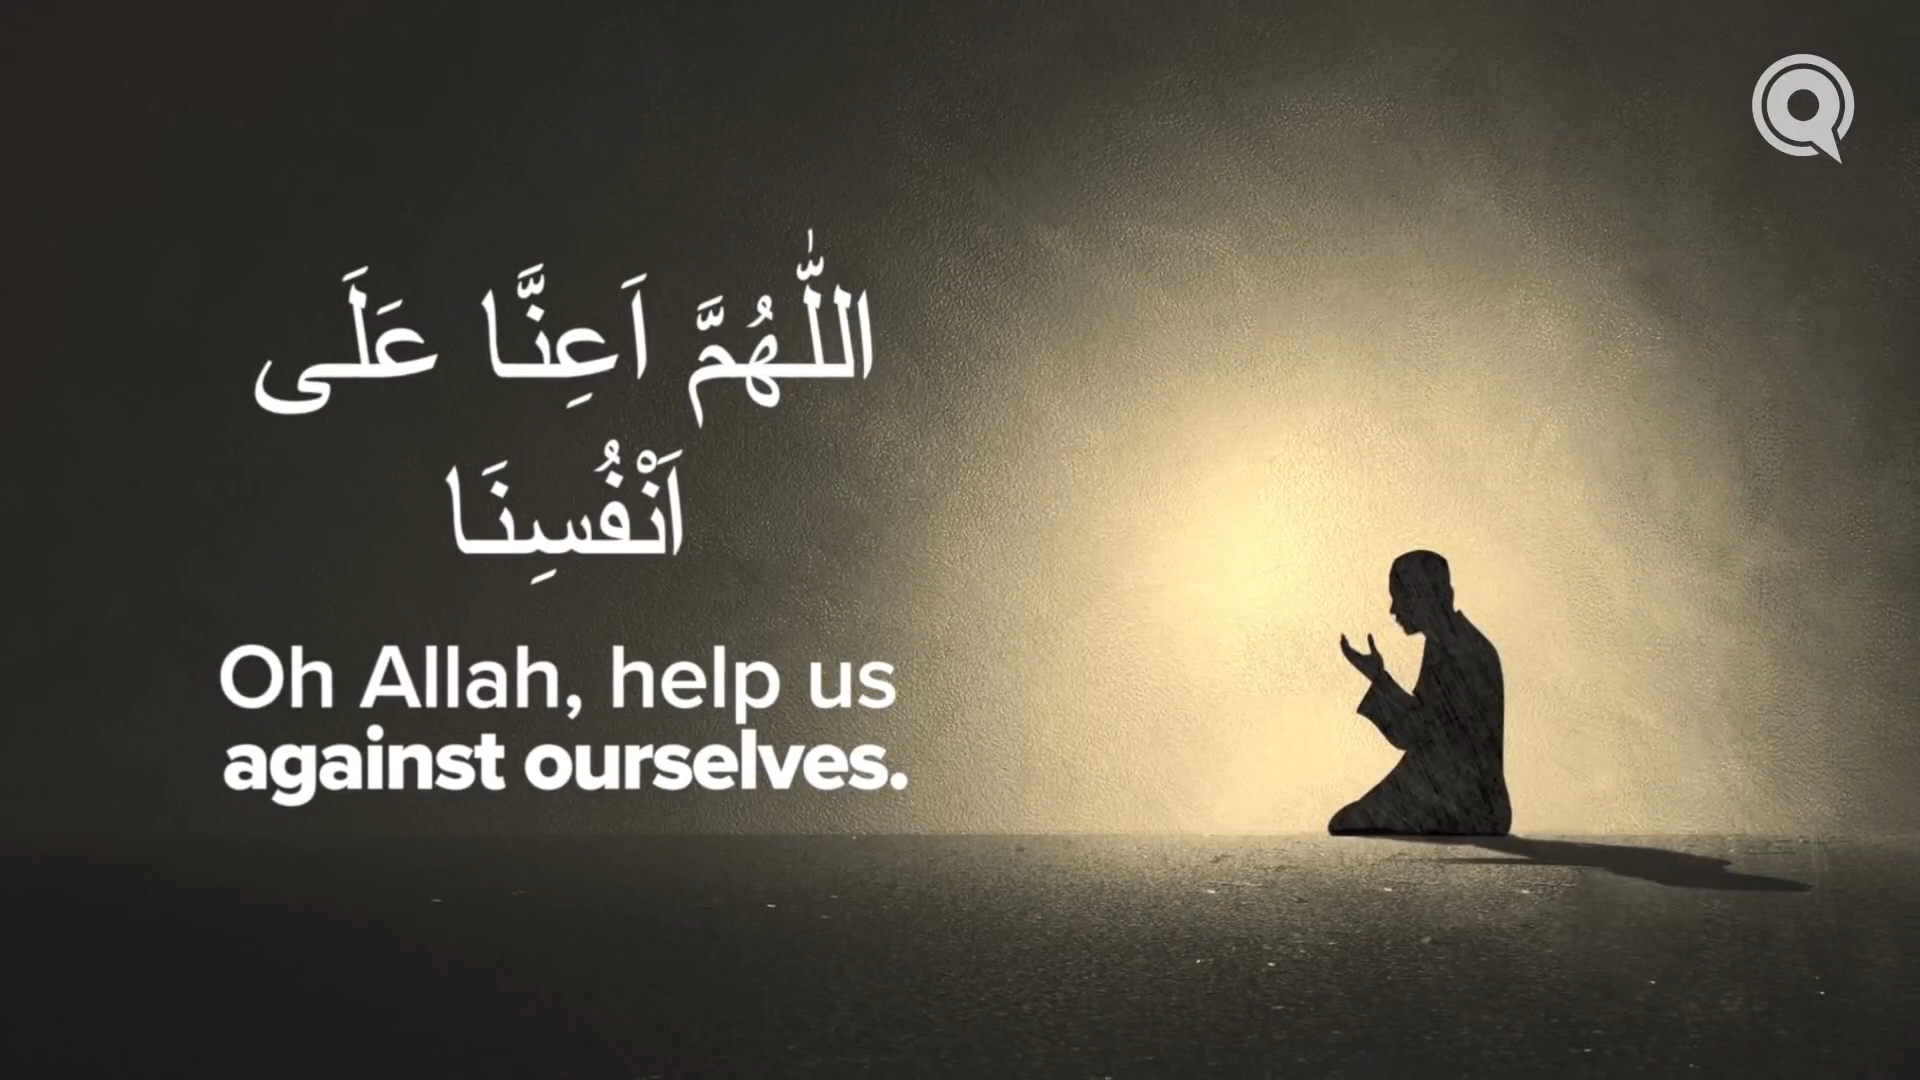 اللّٰهُمَّ اَعِنَّا عَلَى
اَنْفُسِنَا
Oh Allah, help us
against ourselves.